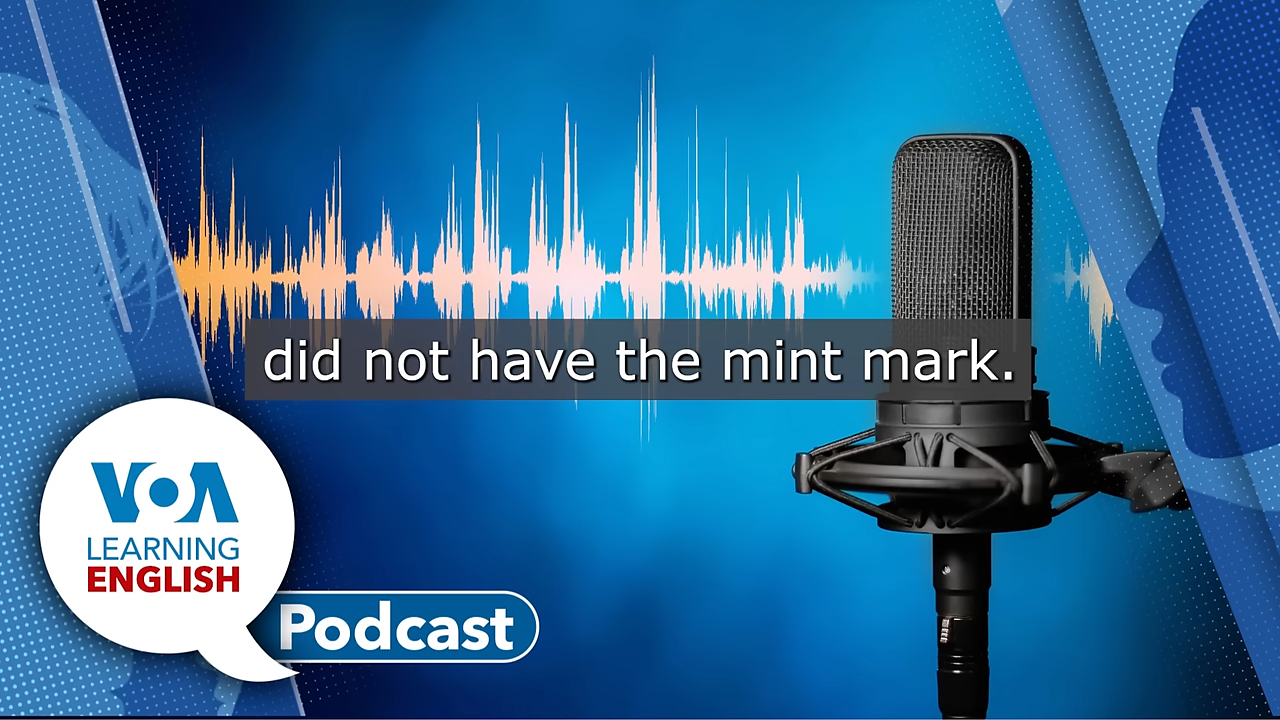 did not have the mint mark.
VOA
LEARNING
ENGLISH
Podcast